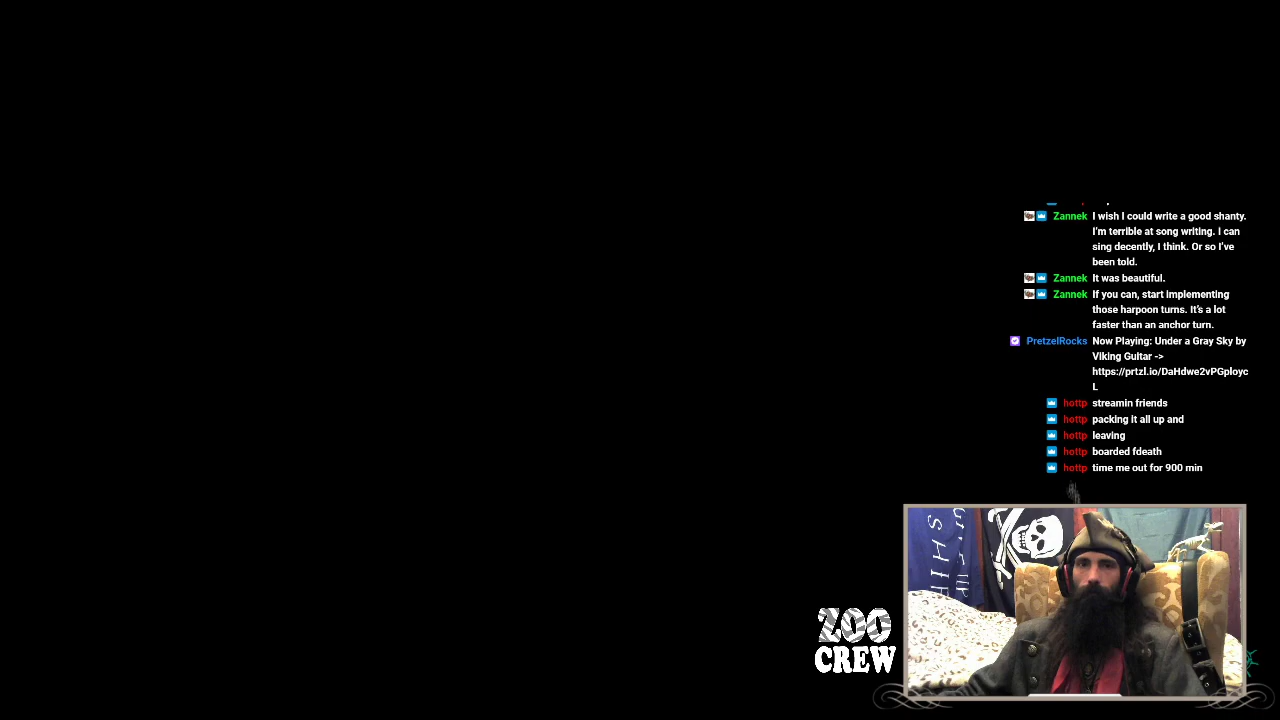 Zannek I wish I could write a good shanty.
I'm terrible at song writing. I can
sing decently, I think. Or so I've
been told.
Zannek It was beautiful.
Zannek If you can, start implementing
those harpoon turns. It's a lot
faster than an anchor turn.
PretzelRocks Now Playing: Under a Gray Sky by
Viking Guitar ->
https://prtzl.io/DaHdwe2vPGployc
L
hottp streamin friends
hottp packing it all up and
hottp leaving
hottp boarded fdeath
hottp time me out for 900 min
ZOO
CREW